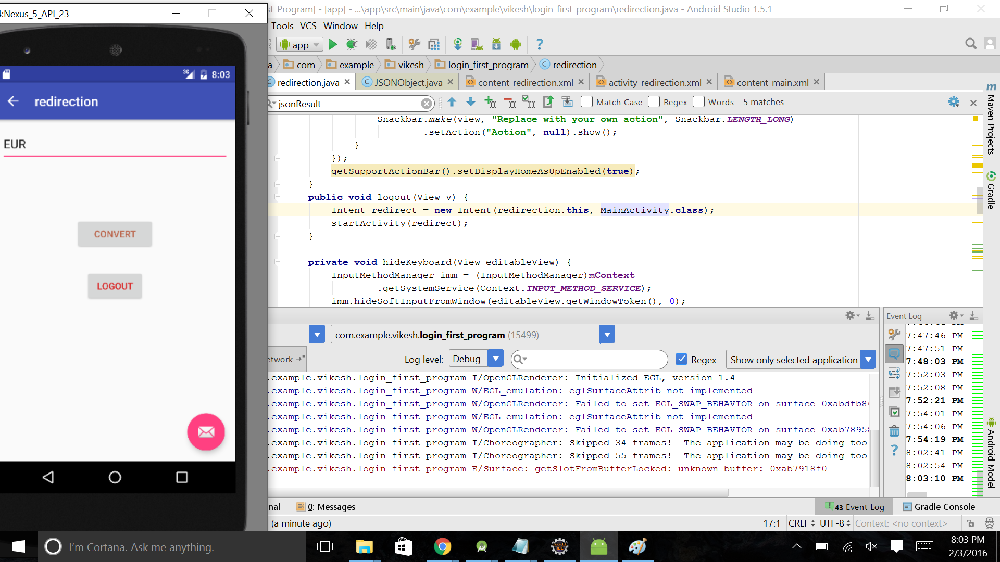 4:Nexus_5_API_23
st_Program] - [app] - ...\app\src\main\java\com\example\vikesh\login_first_program\redirection.java - Android Studio 1.5.1
Tools VCS Window Help
app
a com example vikesh login_first_program redirection
redirection.java JSONObject.java content_redirection.xml activity_redirection.xml content_main.xml
jsonResult Match Case Regex Words 5 matches
3G 8:03
redirection
EUR
CONVERT
LOGOUT
Snackbar.make(view, "Replace with your own action", Snackbar.LENGTH_LONG)
.setAction("Action", null).show();
}
});
getSupportActionBar().setDisplayHomeAsUpEnabled(true);
}
public void logout(View v) {
Intent redirect = new Intent(redirection.this, MainActivity.class);
startActivity(redirect);
}
private void hideKeyboard(View editableView) {
InputMethodManager imm = (InputMethodManager)mContext
.getSystemService(Context.INPUT_METHOD_SERVICE);
imm.hideSoftInputFromWindow(editableView.getWindowToken(), 0);
m Maven Projects
Gradle
Android Model
com.example.vikesh.login_first_program (15499)
etwork Log level: Debug Regex Show only selected application
.example.vikesh.login_first_program I/OpenGLRenderer: Initialized EGL, version 1.4
.example.vikesh.login_first_program W/EGL_emulation: eglSurfaceAttrib not implemented
.example.vikesh.login_first_program W/OpenGLRenderer: Failed to set EGL_SWAP_BEHAVIOR on surface 0xabdfb8
.example.vikesh.login_first_program W/EGL_emulation: eglSurfaceAttrib not implemented
.example.vikesh.login_first_program W/OpenGLRenderer: Failed to set EGL_SWAP_BEHAVIOR on surface 0xab7895
.example.vikesh.login_first_program I/Choreographer: Skipped 34 frames!  The application may be doing too
.example.vikesh.login_first_program I/Choreographer: Skipped 55 frames!  The application may be doing too
.example.vikesh.login_first_program E/Surface: getSlotFromBufferLocked: unknown buffer: 0xab7918f0
Event Log
7:47:46 PM
7:47:51 PM
7:48:03 PM
7:52:03 PM
7:52:08 PM
7:52:21 PM
7:54:01 PM
7:54:06 PM
7:54:19 PM
8:02:41 PM
8:02:54 PM
8:03:10 PM
nal 0: Messages 43 Event Log Gradle Console
(a minute ago) 17:1 CRLF UTF-8 Context: <no context>
I'm Cortana. Ask me anything.
Java EE
IDE
8:03 PM
2/3/2016